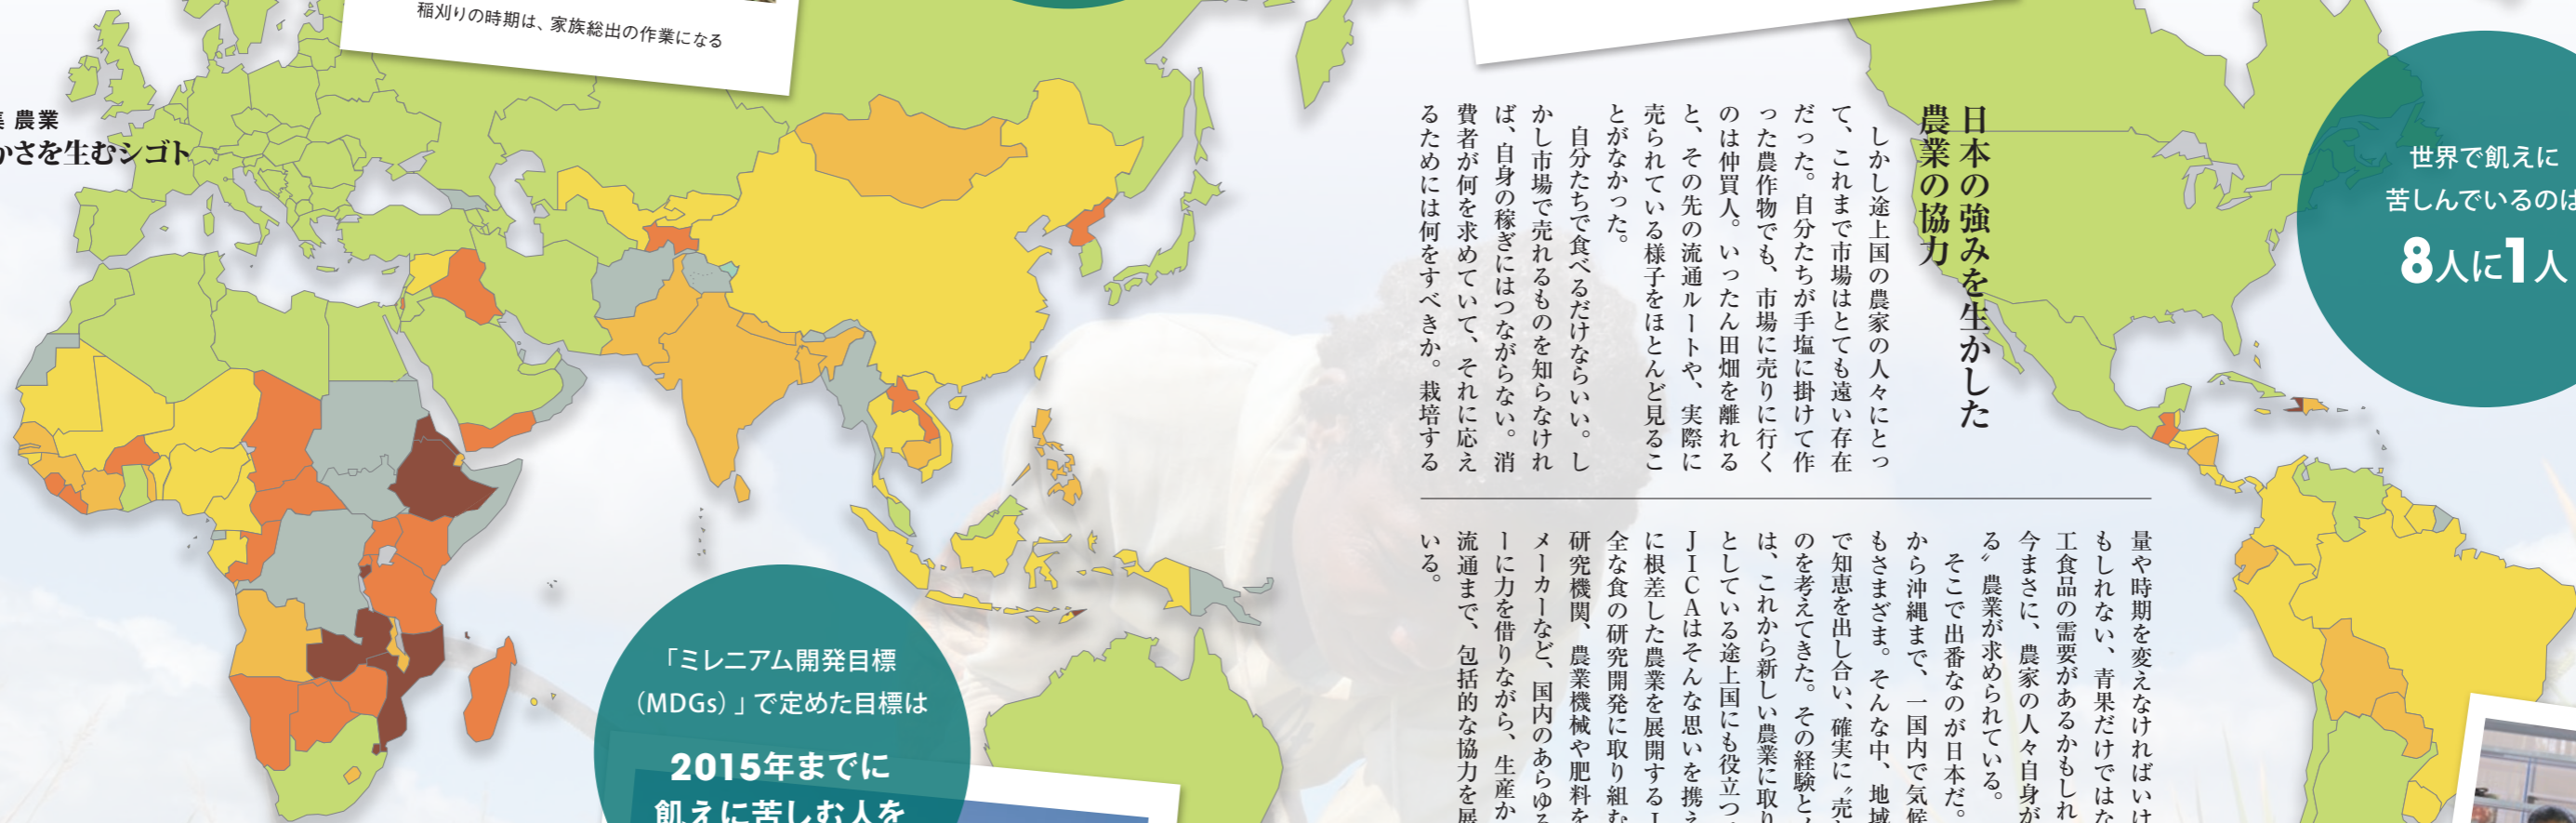 稲刈りの時期は、家族総出の作業になる
農業
かさを生むシゴト
日本の強みを生かした
農業の協力
しかし途上国の農家の人々にとっ
て、これまで市場はとても遠い存在
だった。自分たちが手塩に掛けて作
った農作物でも、市場に売りに行く
のは仲買人。いったん田畑を離れる
と、その先の流通ルートや、実際に
売られている様子をほとんど見るこ
とがなかった。
自分たちで食べるだけならいい。し
かし市場で売れるものを知らなけれ
ば、自身の稼ぎにはつながらない。消
費者が何を求めていて、それに応え
るためには何をすべきか。栽培する
量や時期を変えなければいけ
もしれない、青果だけではな
工食品の需要があるかもしれ
今まさに、農家の人々自身が
る〟農業が求められている。
そこで出番なのが日本だ。
から沖縄まで、一国内で気候
もさまざま。そんな中、地域
で知恵を出し合い、確実に〝売
のを考えてきた。その経験と
は、これから新しい農業に取り
としている途上国にも役立つ
JICAはそんな思いを携え
に根差した農業を展開する
全な食の研究開発に取り組む
研究機関、農業機械や肥料を
メーカーなど、国内のあらゆる
ーに力を借りながら、生産か
流通まで、包括的な協力を展
いる。
世界で飢えに
苦しんでいるのは
8人に1人
「ミレニアム開発目標
（MDGs）」で定めた目標は
2015年までに
飢えに苦しむ人を